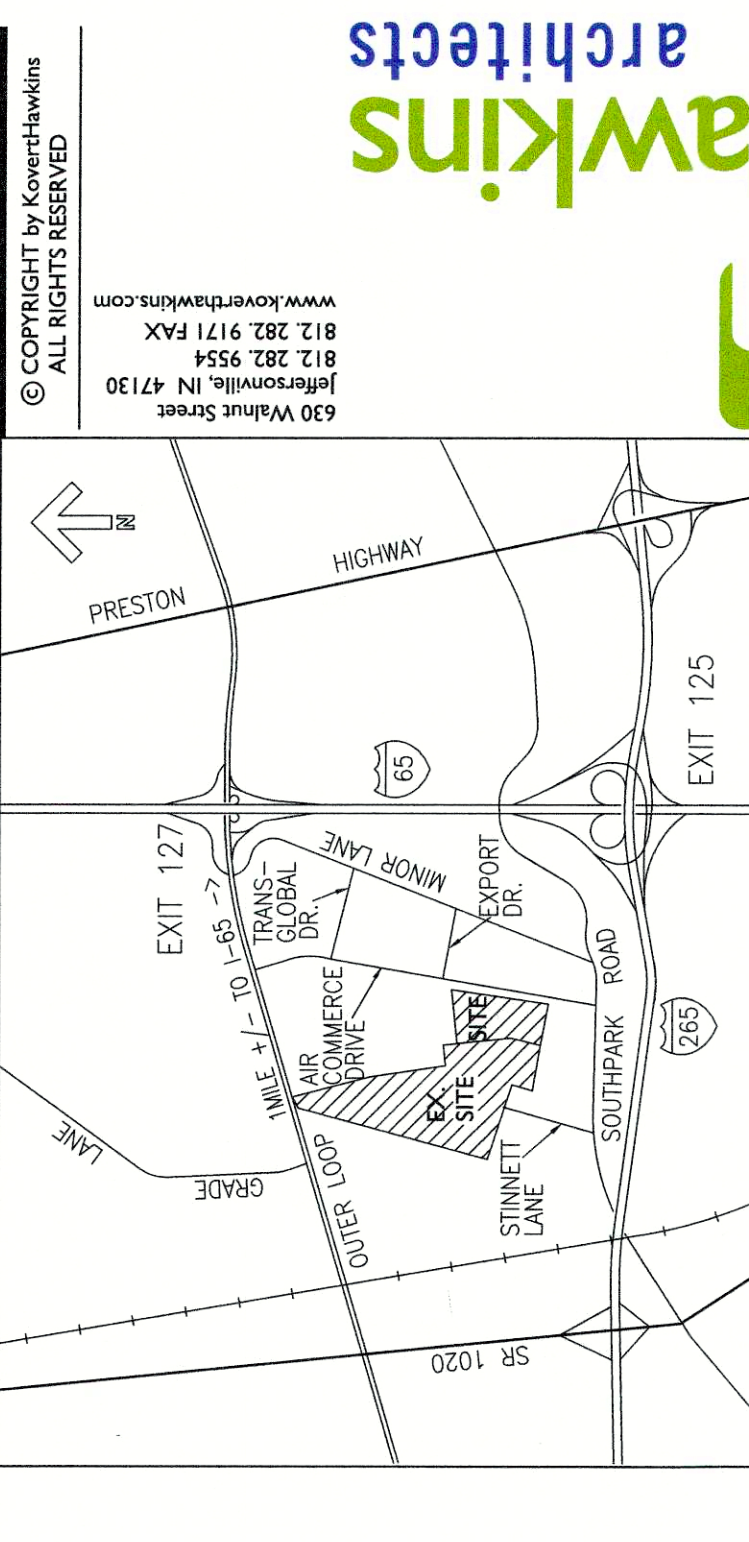 © COPYRIGHT by KovertHawkins
ALL RIGHTS RESERVED
architects
awkins
630 Walnut Street
Jeffersonville, IN 47130
812. 282. 9554
812. 282. 9171 FAX
www.koverthawkins.com
N
PRESTON HIGHWAY
65
EXIT 127
EXIT 125
1MILE +/- TO I-65 ->
TRANS-
GLOBAL
DR.
MINOR LANE
EXPORT
DR.
AIR
COMMERCE
DRIVE
SITE
EX.
SITE
SOUTHPARK ROAD
265
STINNETT
LANE
OUTER LOOP
GRADE LANE
SR 1020